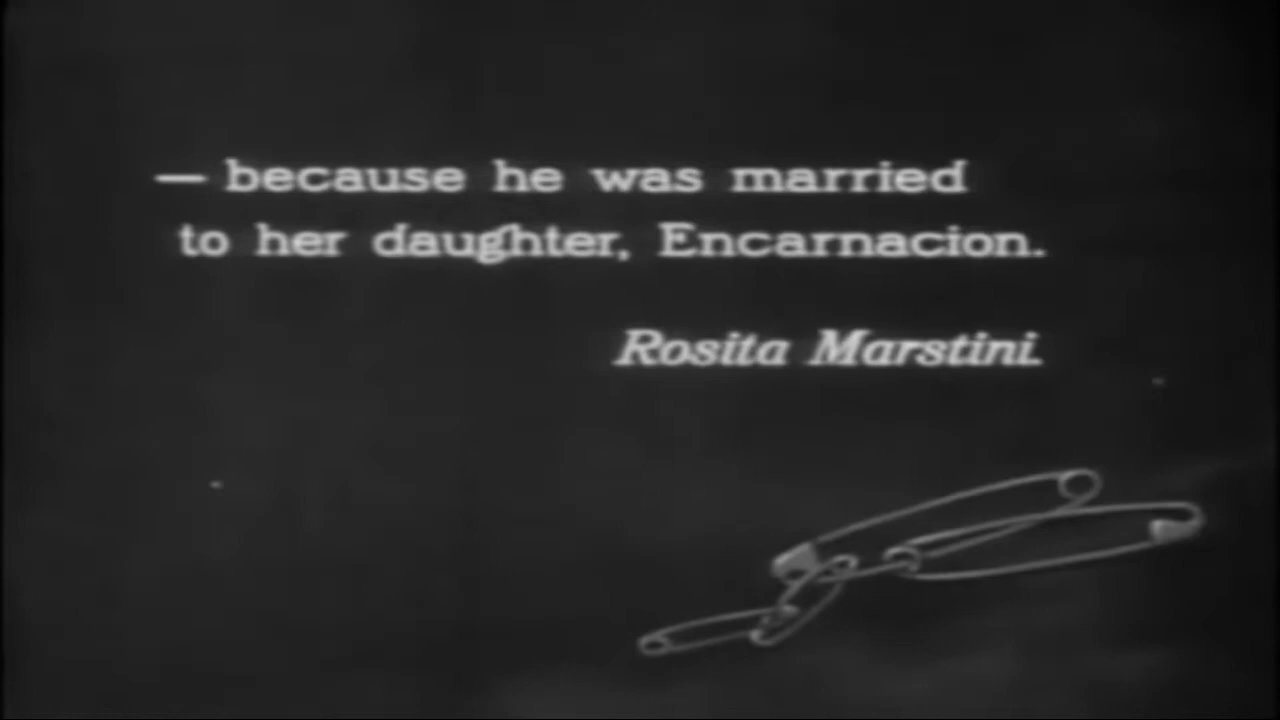 — because he was married
to her daughter, Encarnacion.
Rosita Marstini.